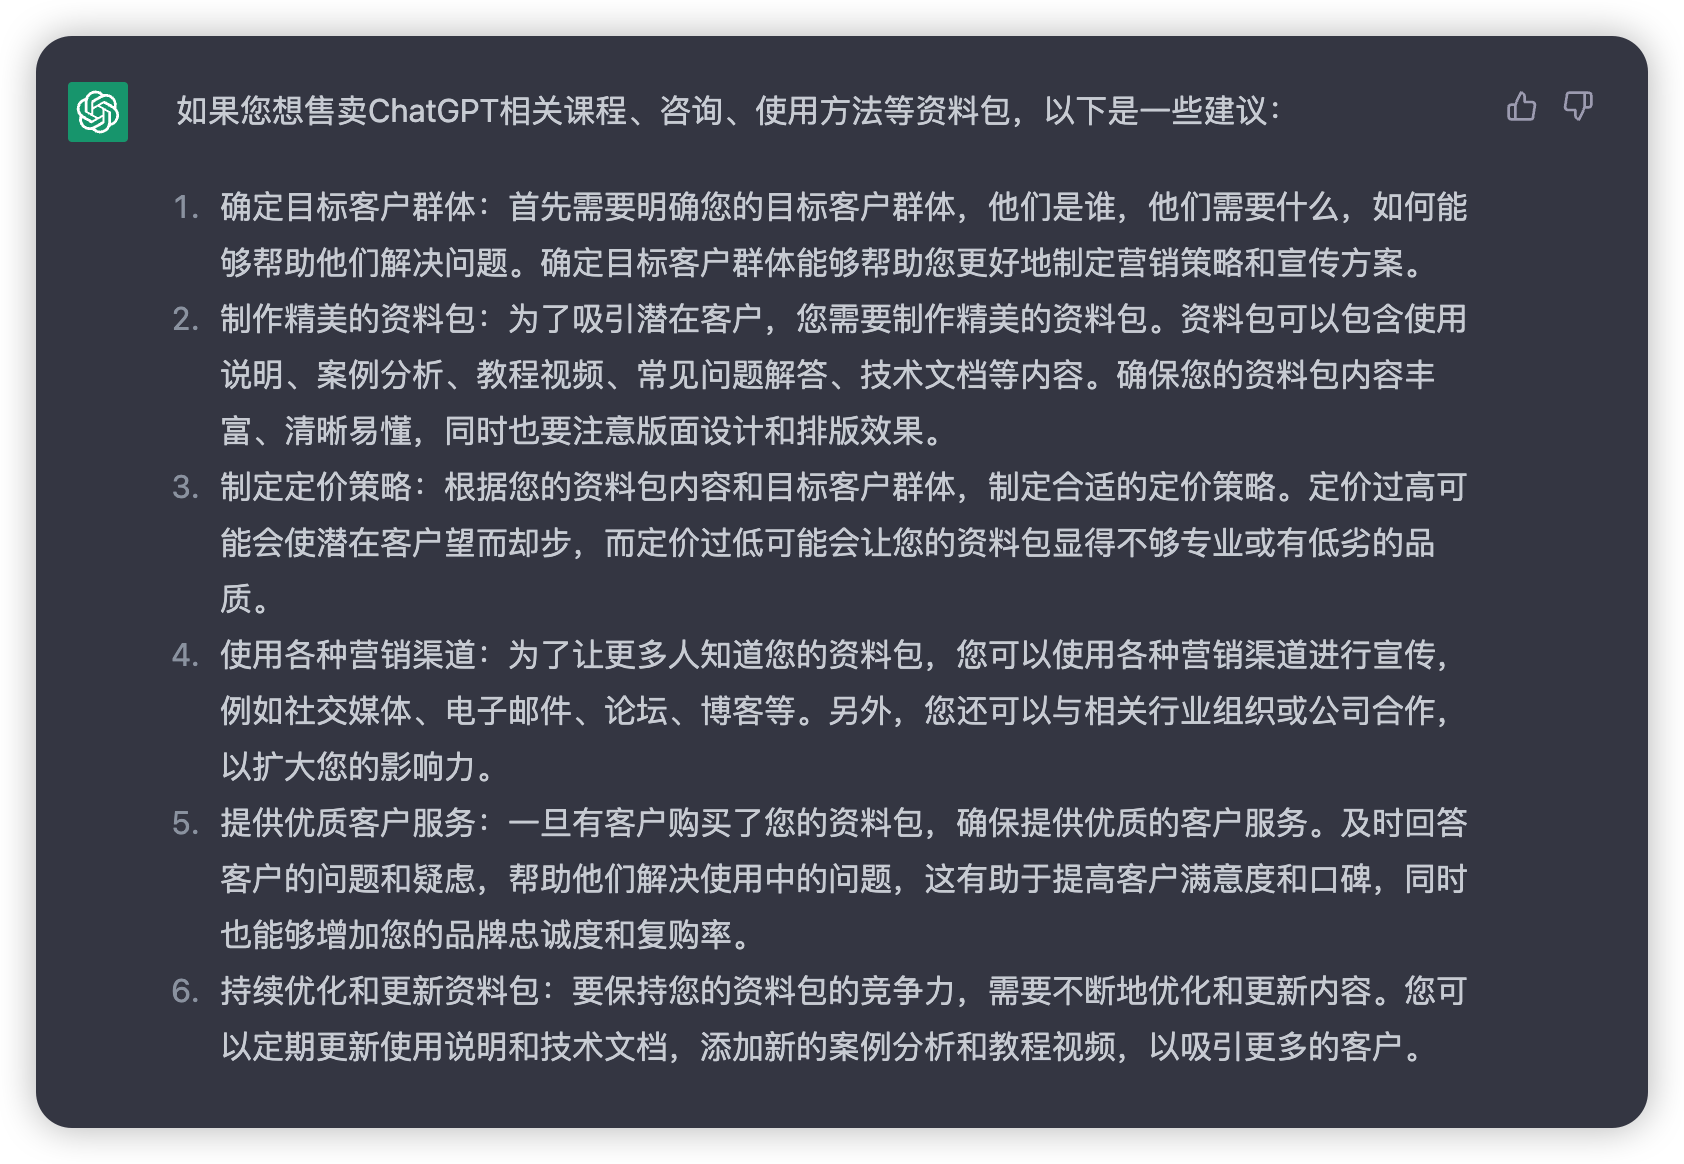 如果您想售卖ChatGPT相关课程、咨询、使用方法等资料包，以下是一些建议：
1. 确定目标客户群体：首先需要明确您的目标客户群体，他们是谁，他们需要什么，如何能
够帮助他们解决问题。确定目标客户群体能够帮助您更好地制定营销策略和宣传方案。
2. 制作精美的资料包：为了吸引潜在客户，您需要制作精美的资料包。资料包可以包含使用
说明、案例分析、教程视频、常见问题解答、技术文档等内容。确保您的资料包内容丰
富、清晰易懂，同时也要注意版面设计和排版效果。
3. 制定定价策略：根据您的资料包内容和目标客户群体，制定合适的定价策略。定价过高可
能会使潜在客户望而却步，而定价过低可能会让您的资料包显得不够专业或有低劣的品
质。
4. 使用各种营销渠道：为了让更多人知道您的资料包，您可以使用各种营销渠道进行宣传，
例如社交媒体、电子邮件、论坛、博客等。另外，您还可以与相关行业组织或公司合作，
以扩大您的影响力。
5. 提供优质客户服务：一旦有客户购买了您的资料包，确保提供优质的客户服务。及时回答
客户的问题和疑虑，帮助他们解决使用中的问题，这有助于提高客户满意度和口碑，同时
也能够增加您的品牌忠诚度和复购率。
6. 持续优化和更新资料包：要保持您的资料包的竞争力，需要不断地优化和更新内容。您可
以定期更新使用说明和技术文档，添加新的案例分析和教程视频，以吸引更多的客户。